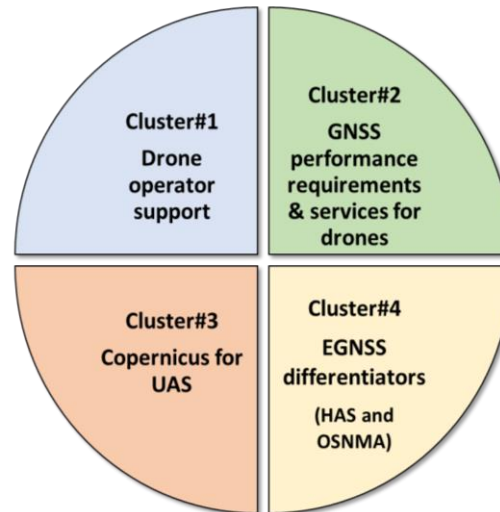 Cluster#1
Drone
operator
support
Cluster#2
GNSS
performance
requirements
& services for
drones
Cluster#3
Copernicus for
UAS
Cluster#4
EGNSS
differentiators
(HAS and
OSNMA)